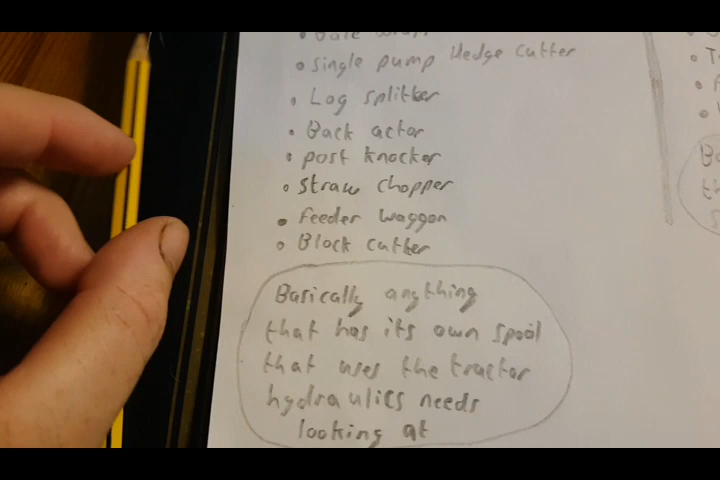 • Single pump Hedge Cutter
• Log splitter
• Back actor
• post knocker
• Straw chopper
• Feeder waggon
• Block cutter
Basically anything
that has its own spool
that uses the tractor
hydraulics needs
looking at